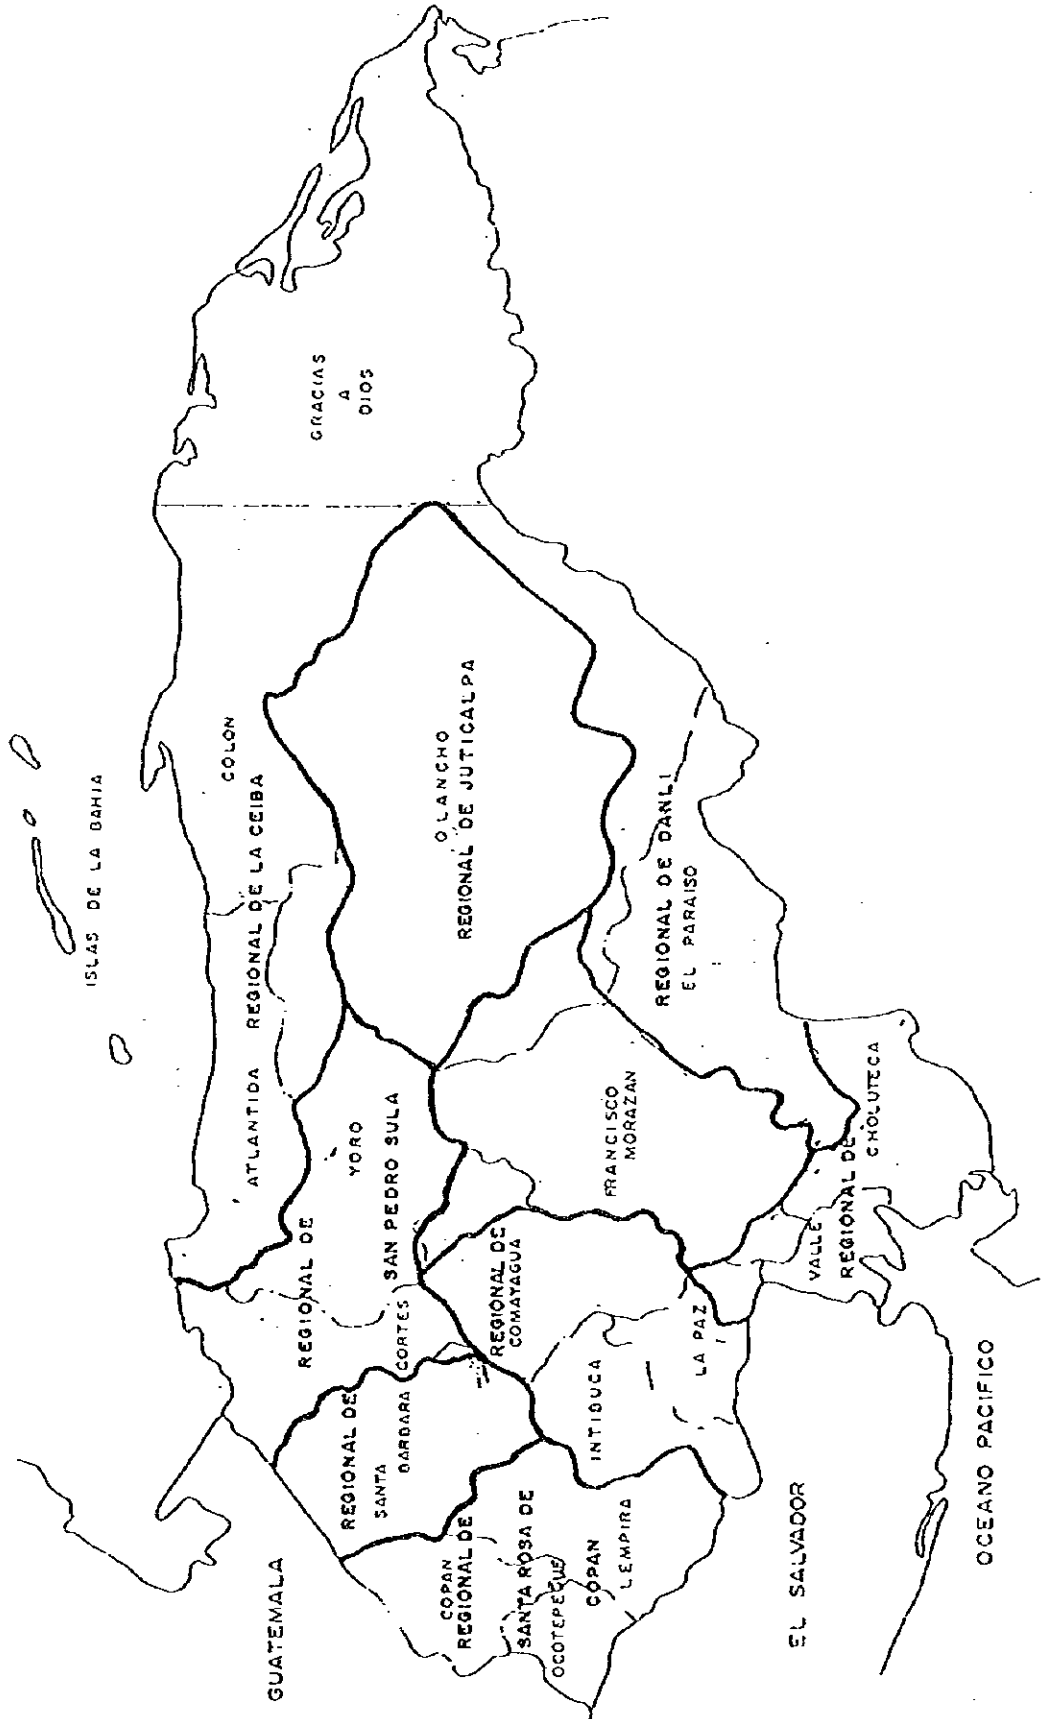 ISLAS DE LA BAHIA
GUATEMALA
ATLANTIDA
COLON
REGIONAL DE LA CEIBA
GRACIAS
A
DIOS
REGIONAL DE
SAN PEDRO SULA
YORO
CORTES
REGIONAL DE
SANTA
BARBARA
OLANCHO
REGIONAL DE JUTICALPA
COPAN
REGIONAL DE
SANTA ROSA DE
OCOTEPEQUE
COPAN
LEMPIRA
REGIONAL DE
COMAYAGUA
INTIBUCA
LA PAZ
FRANCISCO
MORAZAN
REGIONAL DE DANLI
EL PARAISO
VALLE
REGIONAL DE
CHOLUTECA
EL SALVADOR
OCEANO PACIFICO